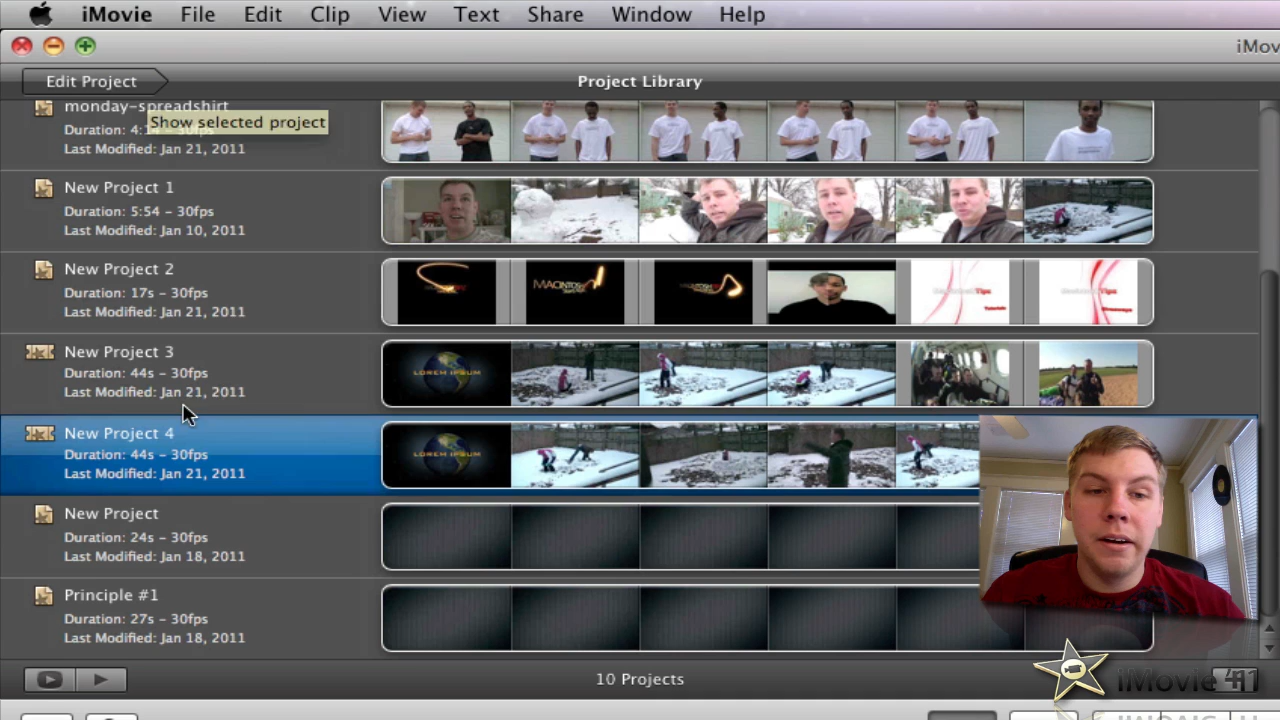 iMovie File Edit Clip View Text Share Window Help
iMov
Edit Project
Project Library
monday-spreadshirt
Show selected project
Last Modified: Jan 21, 2011
New Project 1
Duration: 5:54 - 30fps
Last Modified: Jan 10, 2011
New Project 2
Duration: 17s - 30fps
Last Modified: Jan 21, 2011
New Project 3
Duration: 44s - 30fps
Last Modified: Jan 21, 2011
LOREM IPSUM
New Project 4
Duration: 44s - 30fps
Last Modified: Jan 21, 2011
LOREM IPSUM
New Project
Duration: 24s - 30fps
Last Modified: Jan 18, 2011
Principle #1
Duration: 27s - 30fps
Last Modified: Jan 18, 2011
10 Projects
iMovie